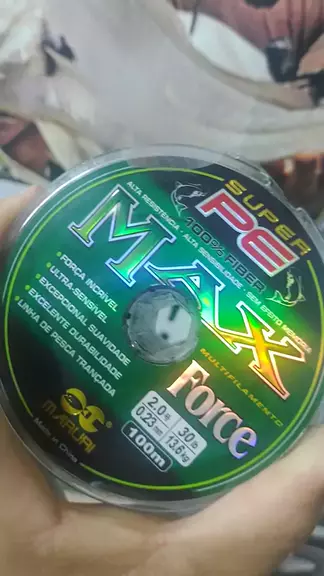 SUPER
PE
100% FIBER
ALTA RESISTÊNCIA - ALTA SENSIBILIDADE - SEM EFEITO MEMÓRIA
MAX
MULTIFILAMENTO
Force
• FORÇA INCRÍVEL
• ULTRA-SENSÍVEL
• EXCEPCIONAL SUAVIDADE
• EXCELENTE DURABILIDADE
• LINHA DE PESCA TRANÇADA
MARURI
Made in China
2.0 30lb
0.23mm 13.6kg
100m